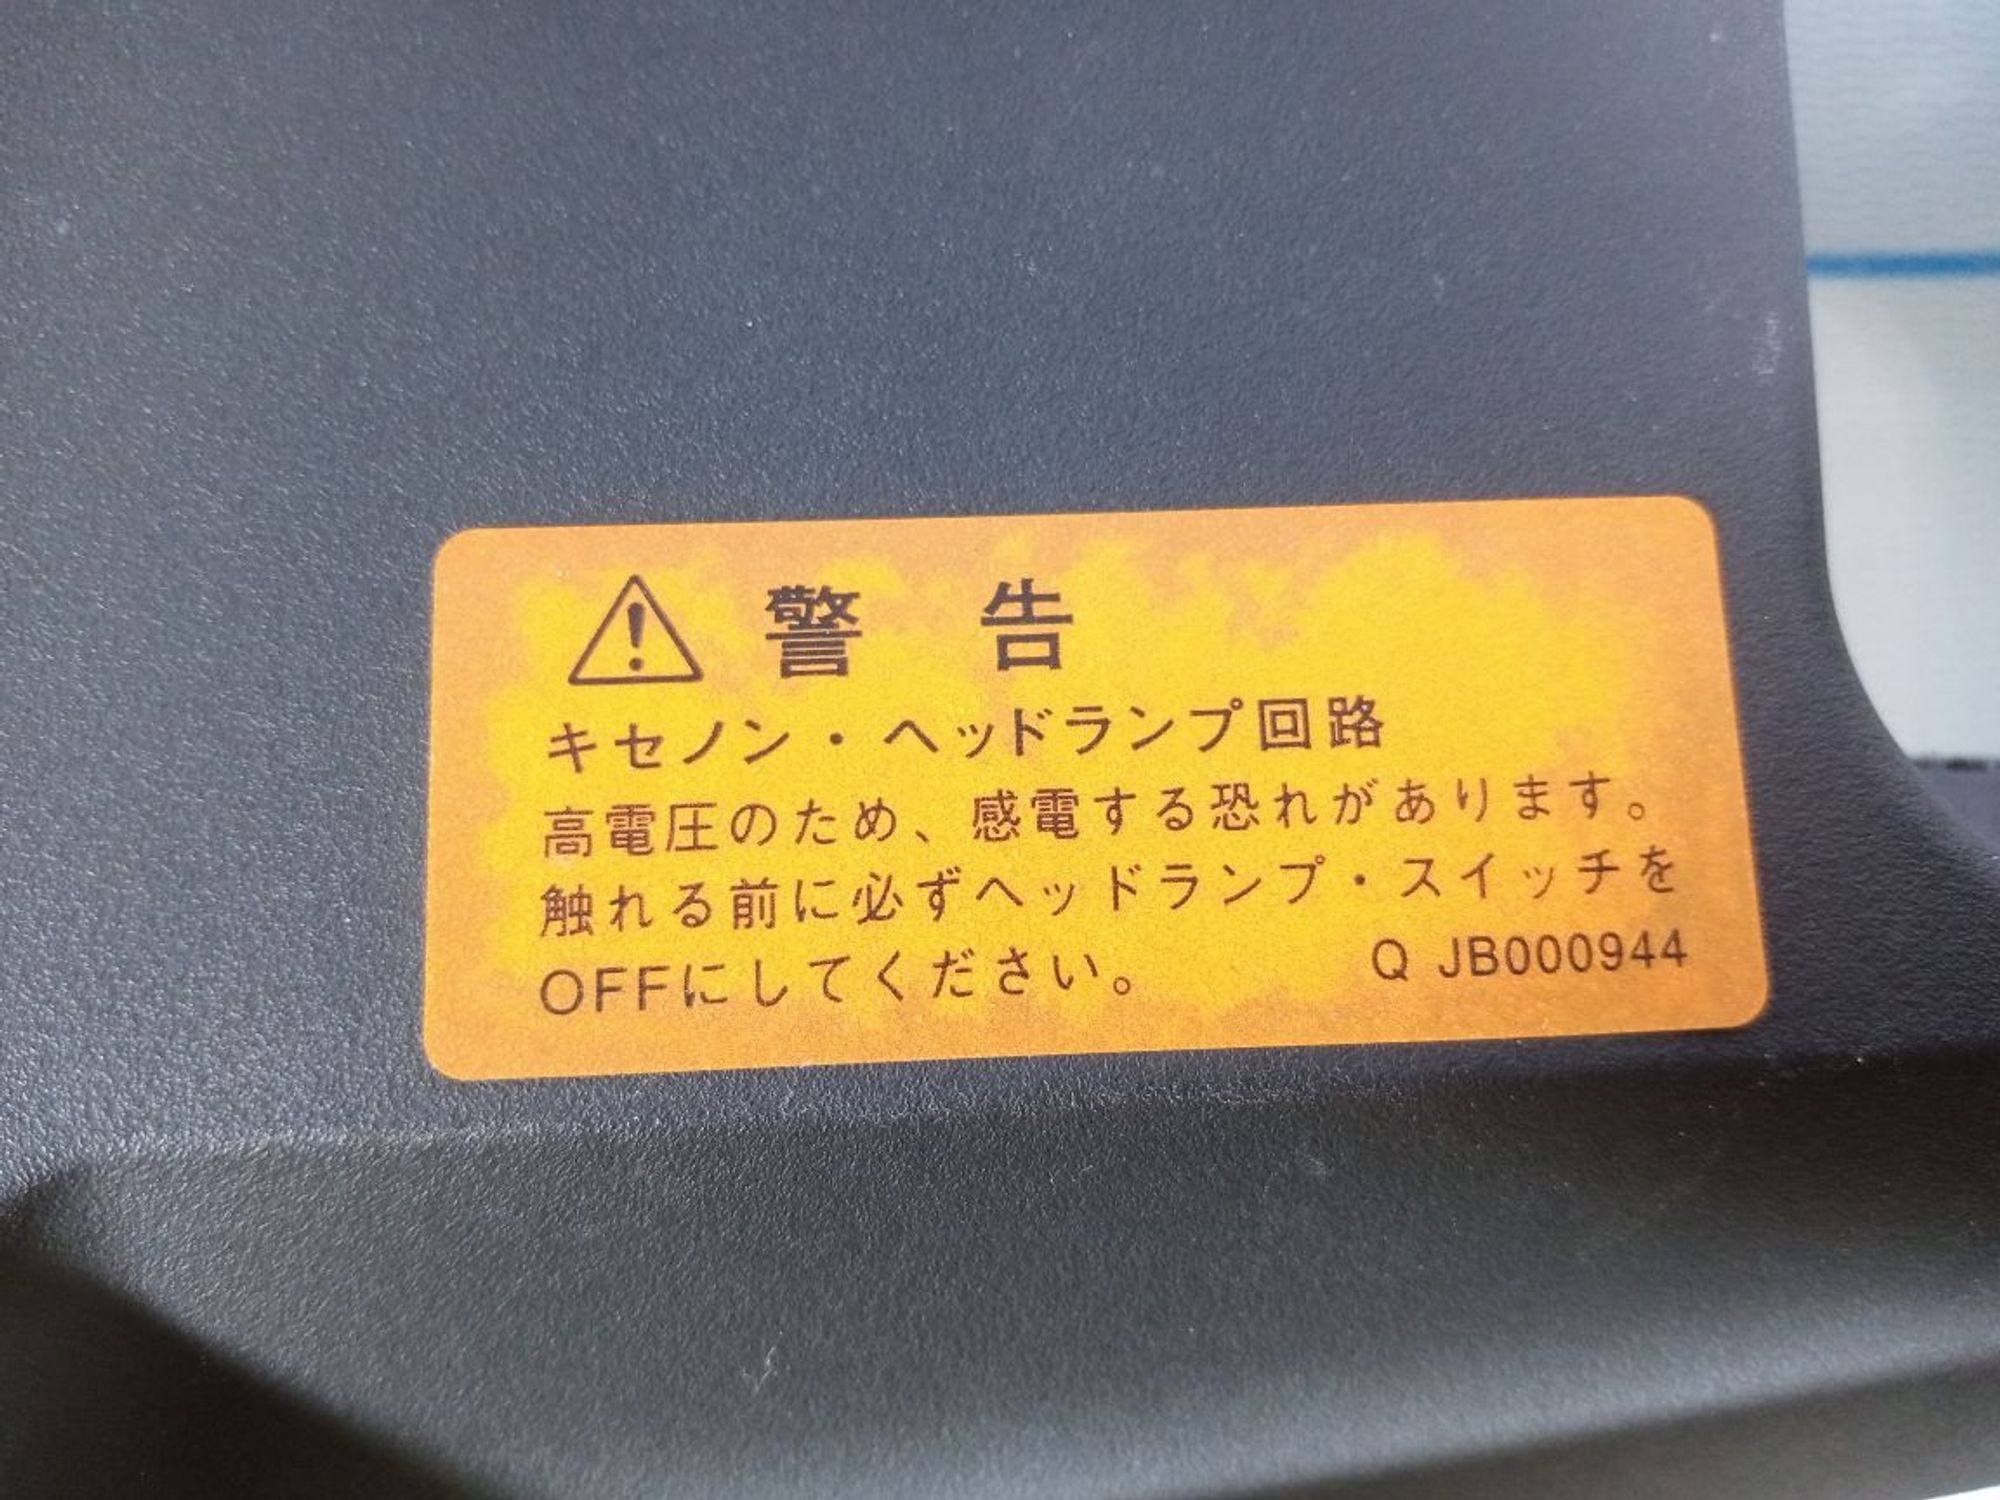 警告
キセノン・ヘッドランプ回路
高電圧のため、感電する恐れがあります。
触れる前に必ずヘッドランプ・スイッチを
OFFにしてください。 Q JB000944